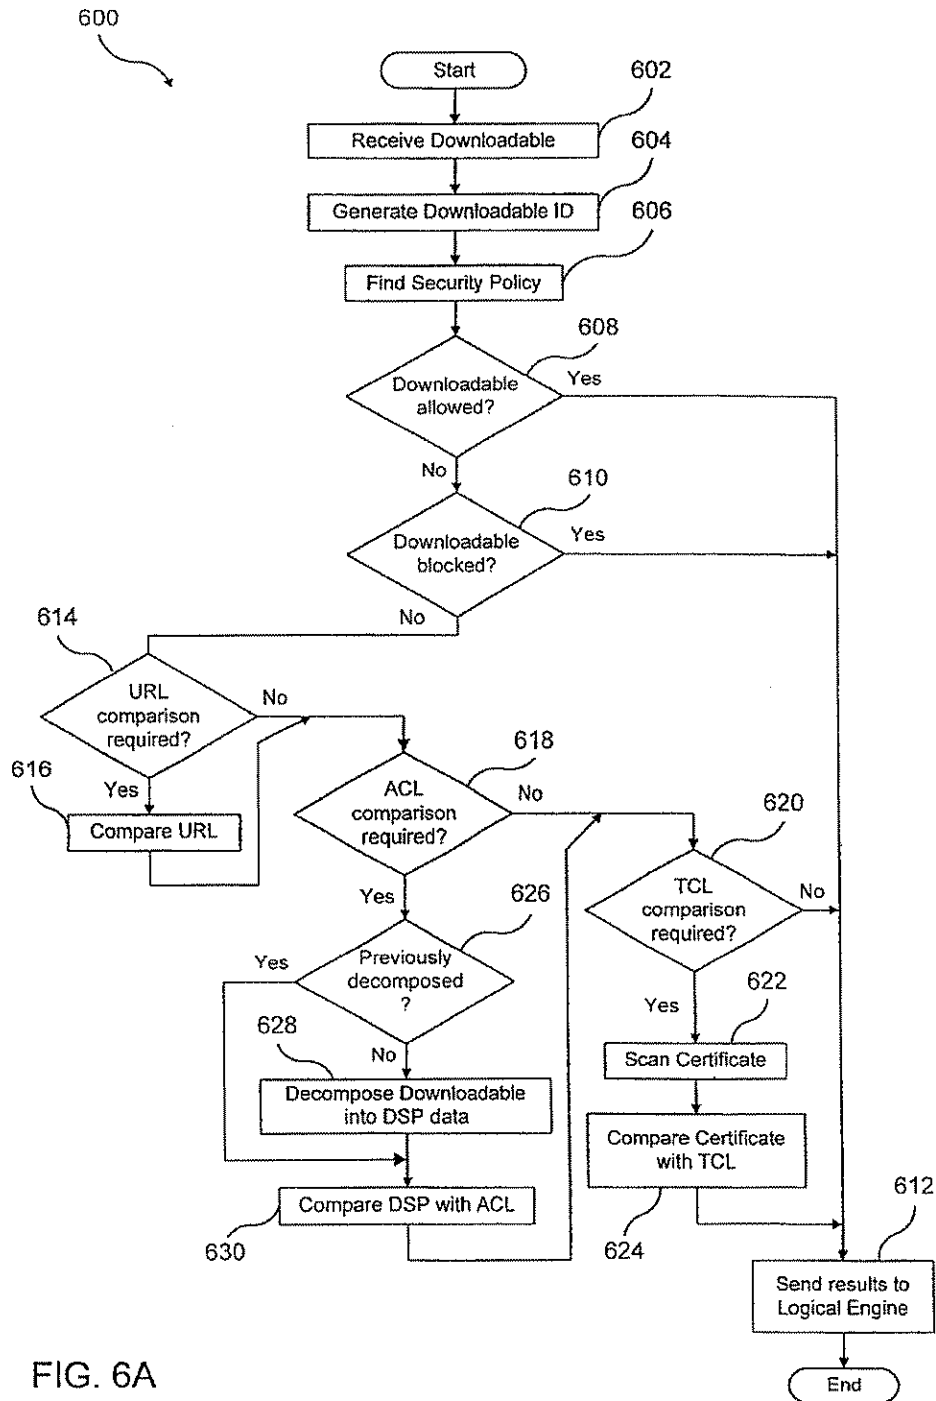 600
Start
602
Receive Downloadable
604
Generate Downloadable ID
606
Find Security Policy
608
Downloadable
allowed?
Yes
No
610
Downloadable
blocked?
Yes
No
614
URL
comparison
required?
No
Yes
616
Compare URL
618
ACL
comparison
required?
No
Yes
620
TCL
comparison
required?
No
Yes
626
Previously
decomposed
?
Yes
No
628
Decompose Downloadable
into DSP data
622
Scan Certificate
Compare Certificate
with TCL
624
Compare DSP with ACL
630
612
Send results to
Logical Engine
End
FIG. 6A